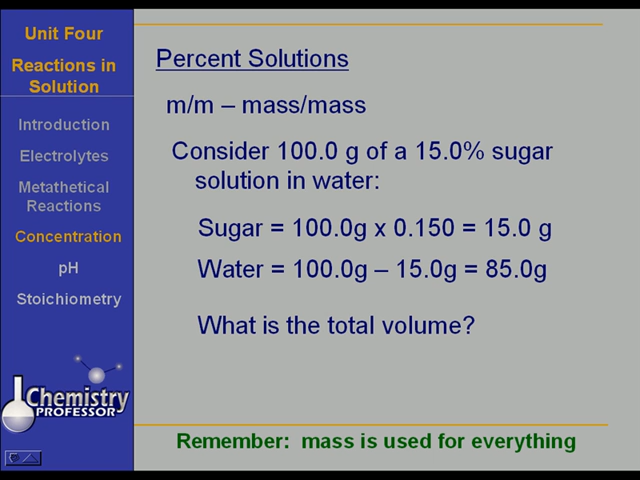 Unit Four
Reactions in
Solution
Introduction
Electrolytes
Metathetical
Reactions
Concentration
pH
Stoichiometry
Chemistry
PROFESSOR
Percent Solutions
m/m – mass/mass
Consider 100.0 g of a 15.0% sugar
solution in water:
Sugar = 100.0g x 0.150 = 15.0 g
Water = 100.0g – 15.0g = 85.0g
What is the total volume?
Remember: mass is used for everything